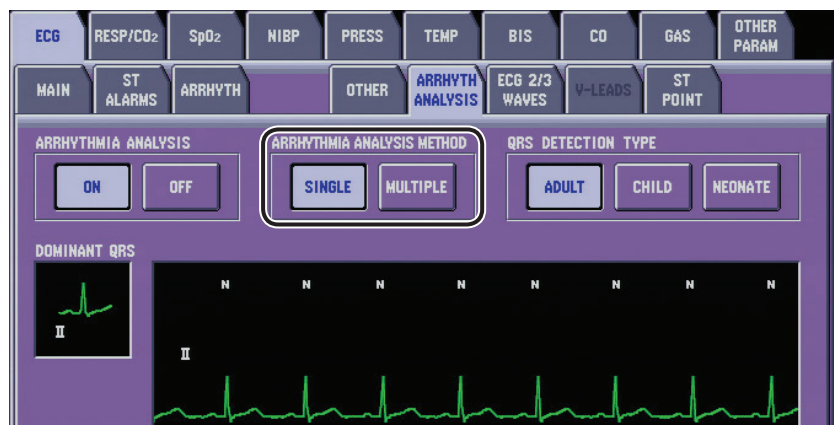 ECG RESP/CO2 SpO2 NIBP PRESS TEMP BIS CO GAS OTHER PARAM
MAIN ST ALARMS ARRHYTH OTHER ARRHYTH ANALYSIS ECG 2/3 WAVES V-LEADS ST POINT
ARRHYTHMIA ANALYSIS ARRHYTHMIA ANALYSIS METHOD QRS DETECTION TYPE
ON OFF SINGLE MULTIPLE ADULT CHILD NEONATE
DOMINANT QRS
N N N N N N N N
II
II